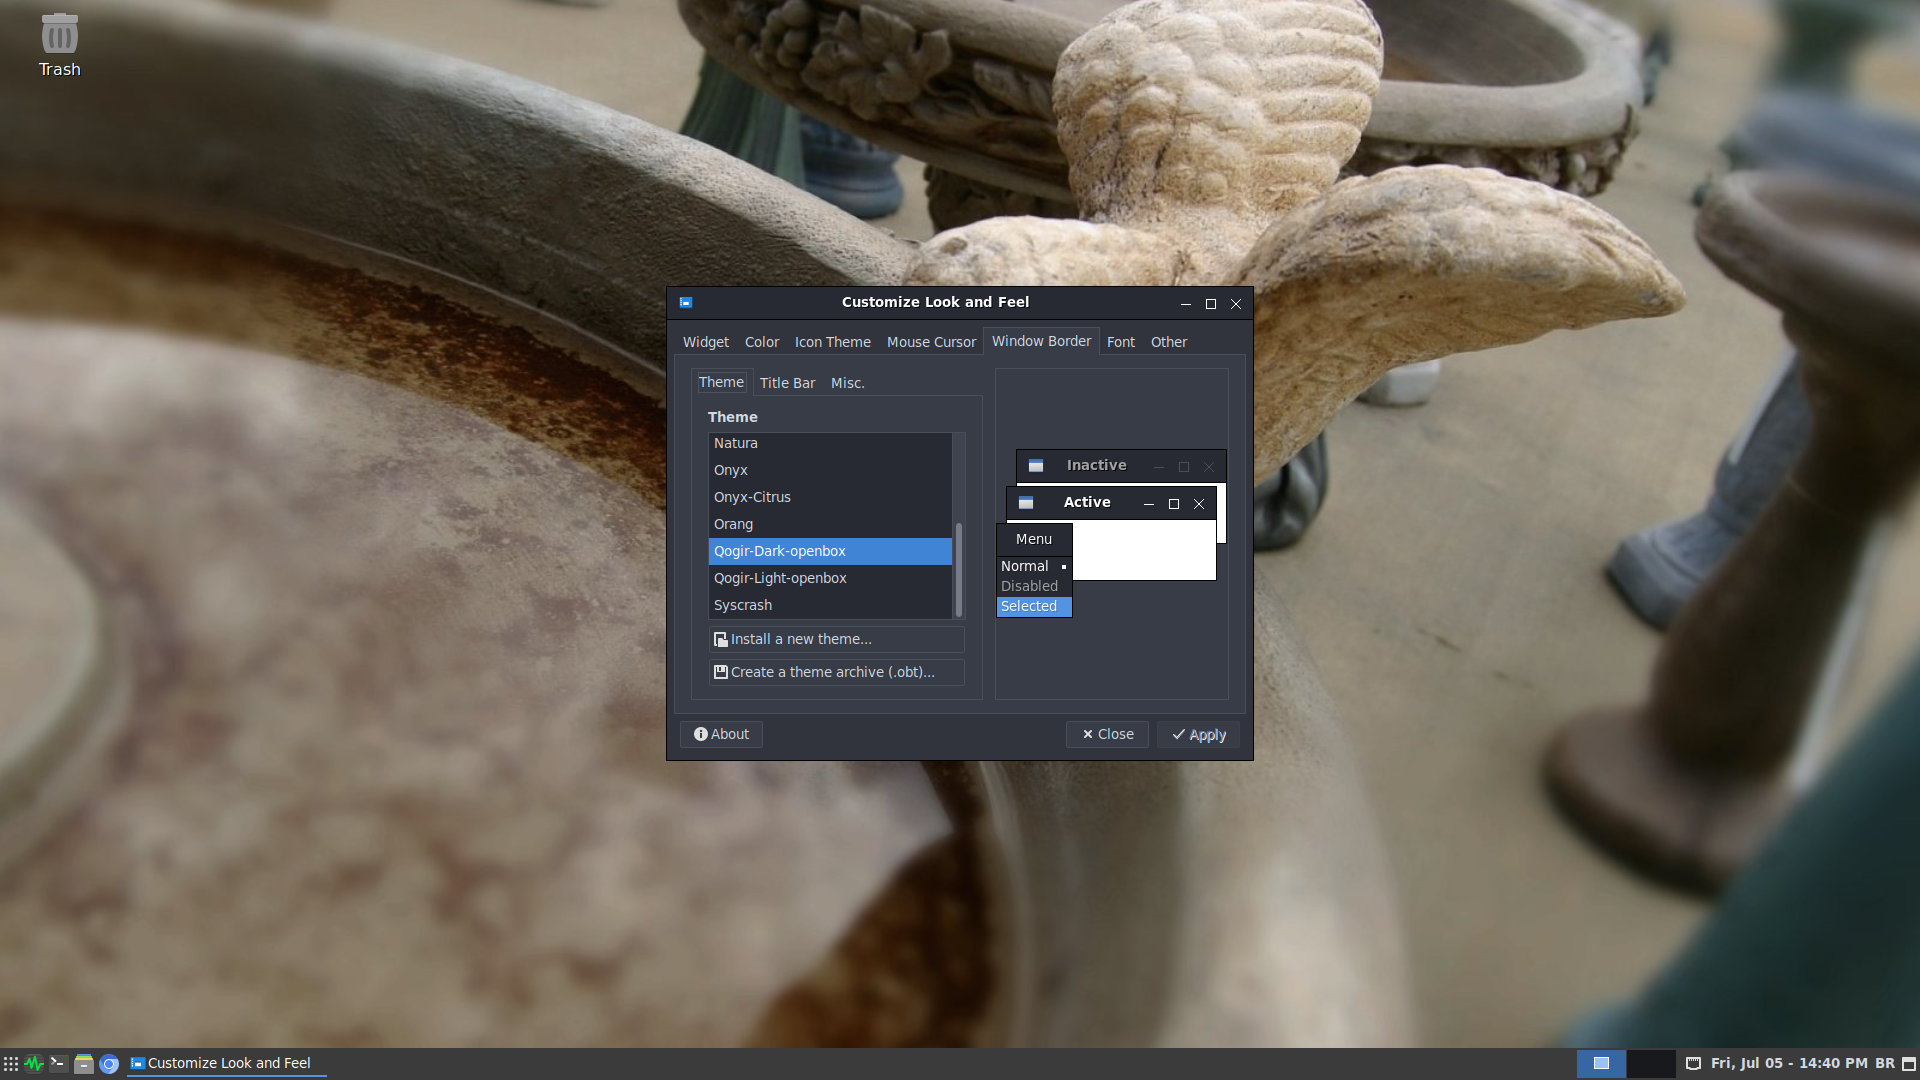 Trash
Customize Look and Feel
Widget Color Icon Theme Mouse Cursor Window Border Font Other
Theme Title Bar Misc.
Theme
Natura
Onyx
Onyx-Citrus
Orang
Qogir-Dark-openbox
Qogir-Light-openbox
Syscrash
Install a new theme...
Create a theme archive (.obt)...
Inactive
Active
Menu
Normal
Disabled
Selected
About
Close
Apply
Customize Look and Feel
Fri, Jul 05 - 14:40 PM BR